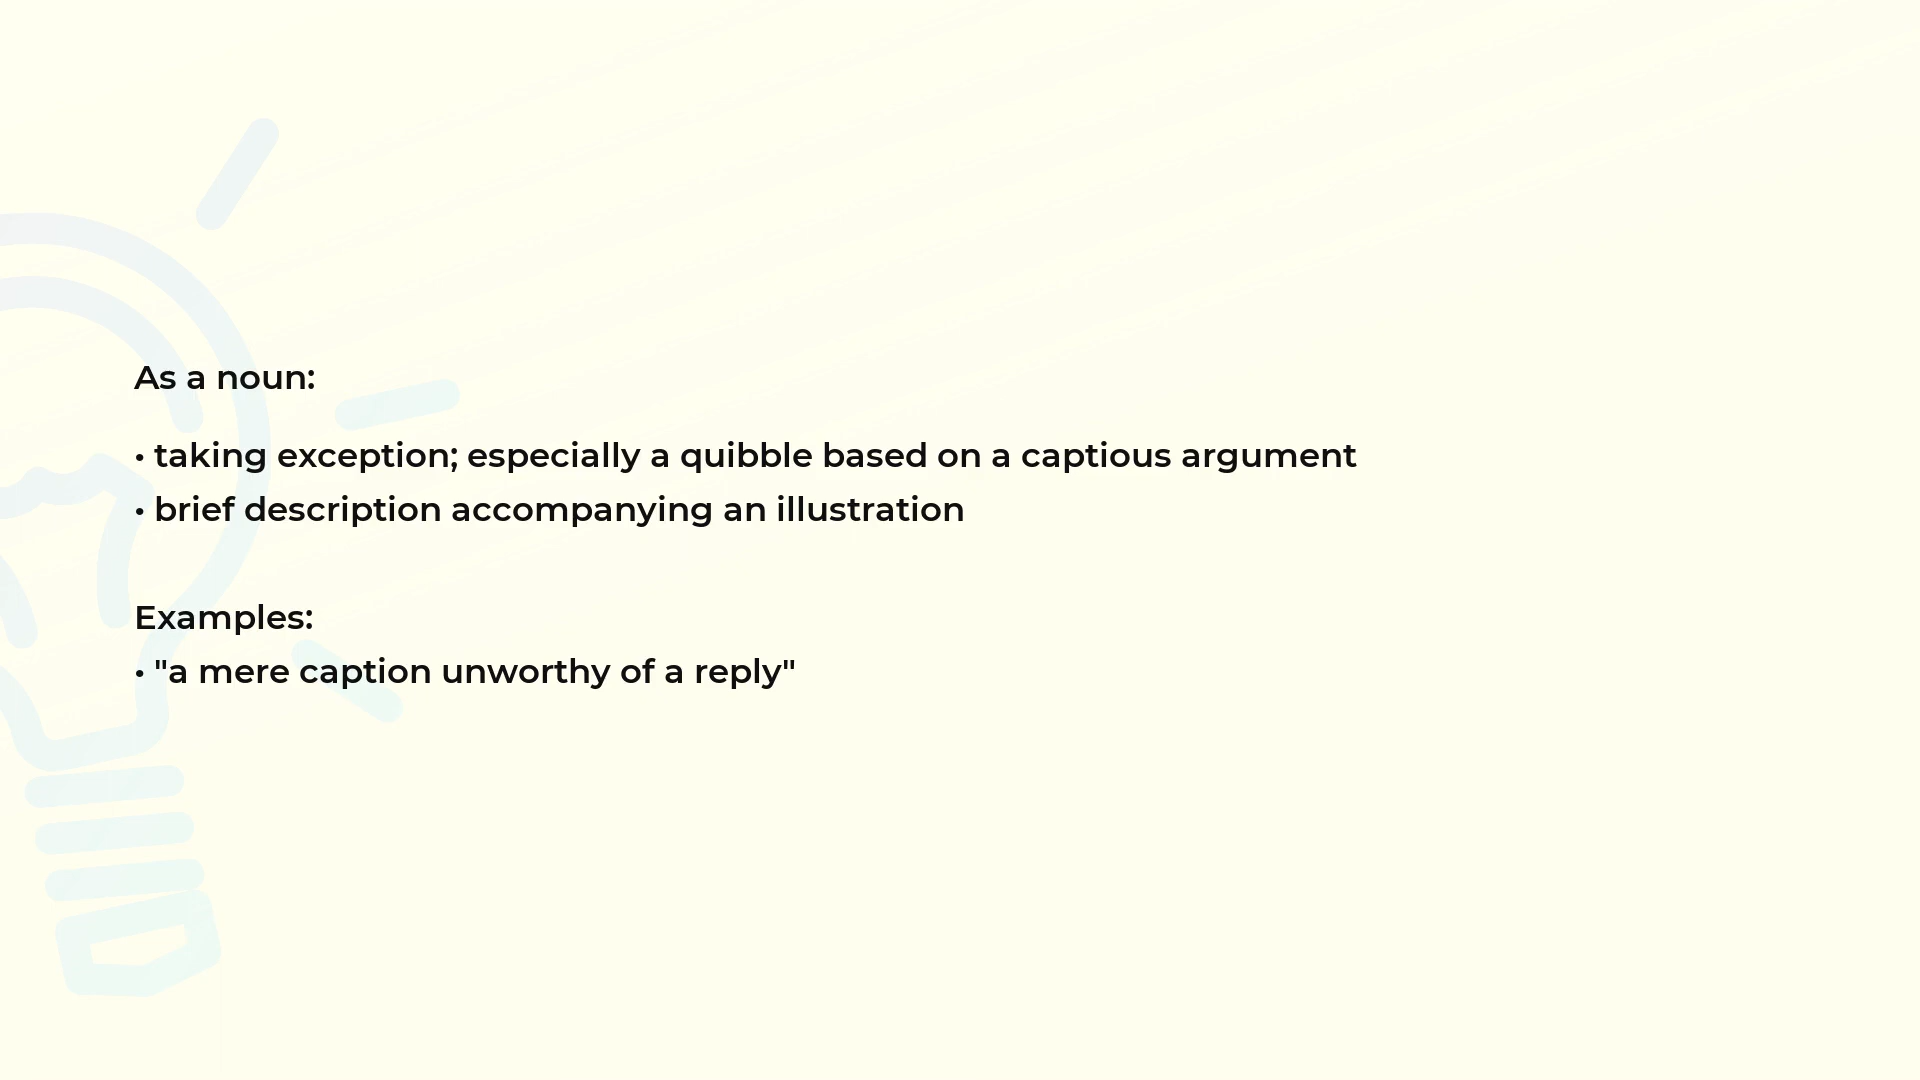 As a noun:
• taking exception; especially a quibble based on a captious argument
• brief description accompanying an illustration
Examples:
• "a mere caption unworthy of a reply"